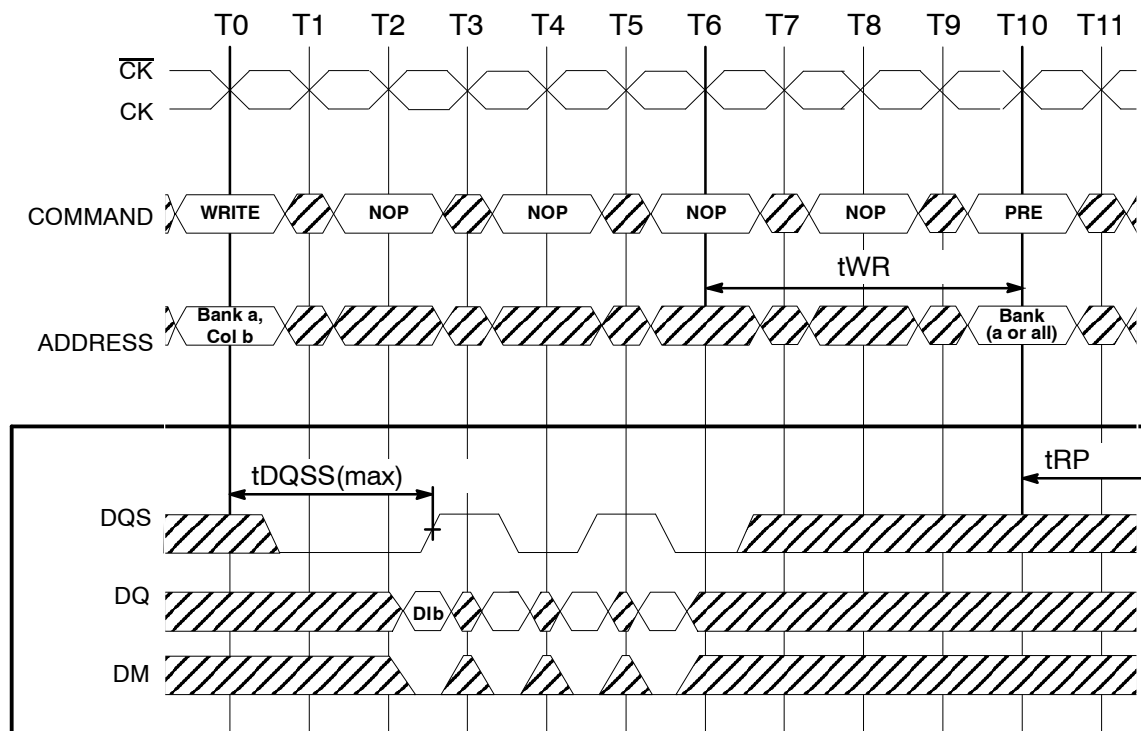 T0 T1 T2 T3 T4 T5 T6 T7 T8 T9 T10 T11
CK
CK
COMMAND WRITE NOP NOP NOP NOP PRE
tWR
ADDRESS Bank a, Col b Bank (a or all)
tDQSS(max) tRP
DQS
DQ DIb
DM